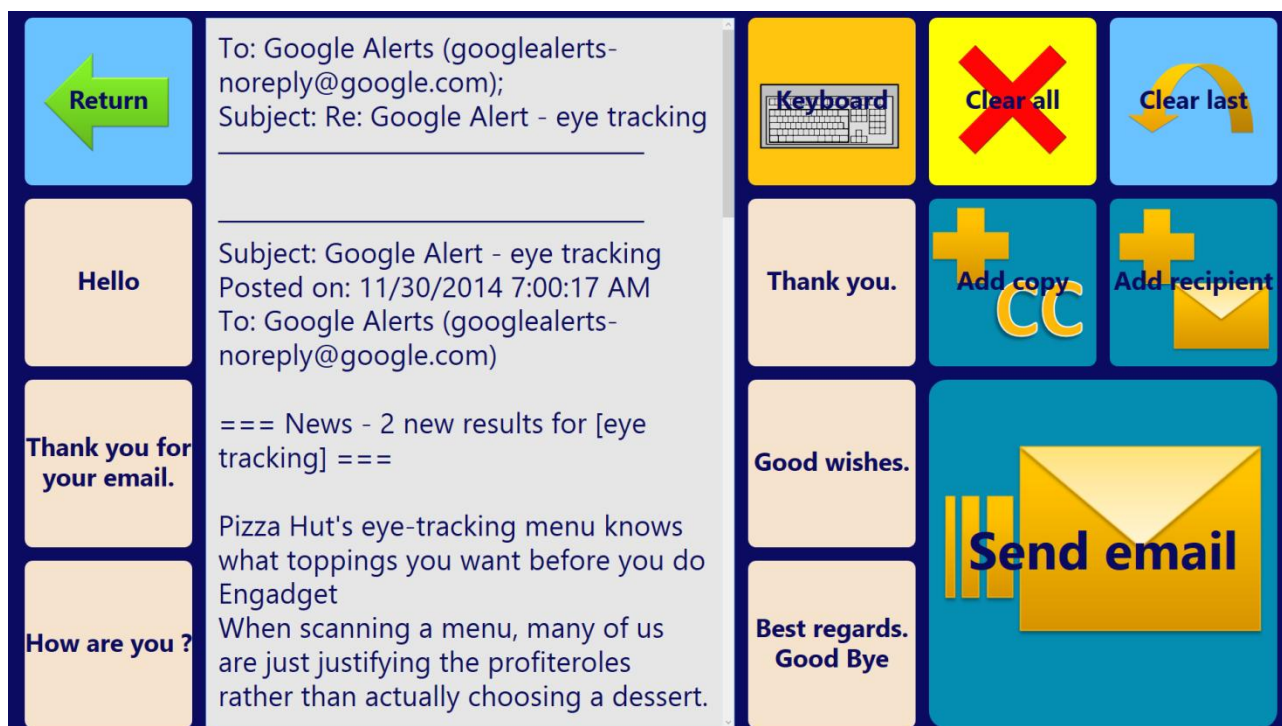 Return
Hello
Thank you for
your email.
How are you ?
To: Google Alerts (googlealerts-
noreply@google.com);
Subject: Re: Google Alert - eye tracking
Subject: Google Alert - eye tracking
Posted on: 11/30/2014 7:00:17 AM
To: Google Alerts (googlealerts-
noreply@google.com)
=== News - 2 new results for [eye
tracking] ===
Pizza Hut's eye-tracking menu knows
what toppings you want before you do
Engadget
When scanning a menu, many of us
are just justifying the profiteroles
rather than actually choosing a dessert.
Keyboard
Clear all
Clear last
Thank you.
Add copy
CC
Add recipient
Good wishes.
Best regards.
Good Bye
Send email